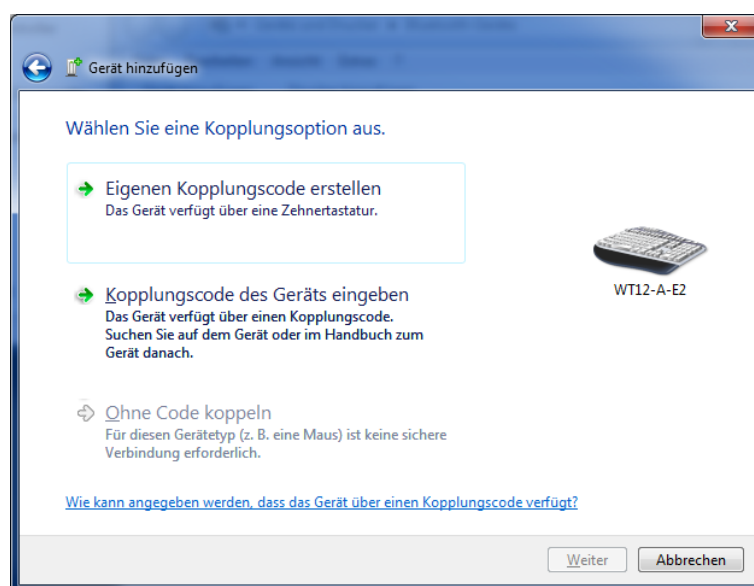 Gerät hinzufügen
Wählen Sie eine Kopplungsoption aus.
Eigenen Kopplungscode erstellen
Das Gerät verfügt über eine Zehnertastatur.
Kopplungscode des Geräts eingeben
Das Gerät verfügt über einen Kopplungscode.
Suchen Sie auf dem Gerät oder im Handbuch zum
Gerät danach.
WT12-A-E2
Ohne Code koppeln
Für diesen Gerätetyp (z. B. eine Maus) ist keine sichere
Verbindung erforderlich.
Wie kann angegeben werden, dass das Gerät über einen Kopplungscode verfügt?
Weiter
Abbrechen